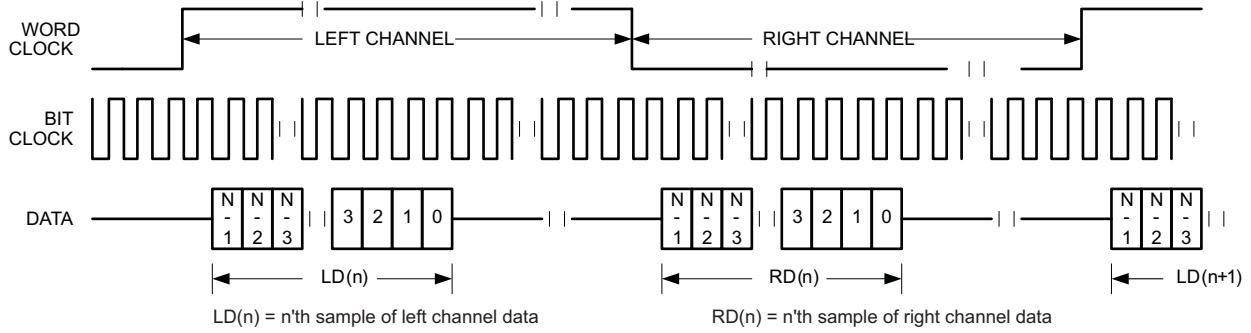 WORD
CLOCK
LEFT CHANNEL
RIGHT CHANNEL
BIT
CLOCK
DATA
N-1 N-2 N-3 3 2 1 0 N-1 N-2 N-3 3 2 1 0 N-1 N-2 N-3
LD(n) RD(n) LD(n+1)
LD(n) = n'th sample of left channel data
RD(n) = n'th sample of right channel data